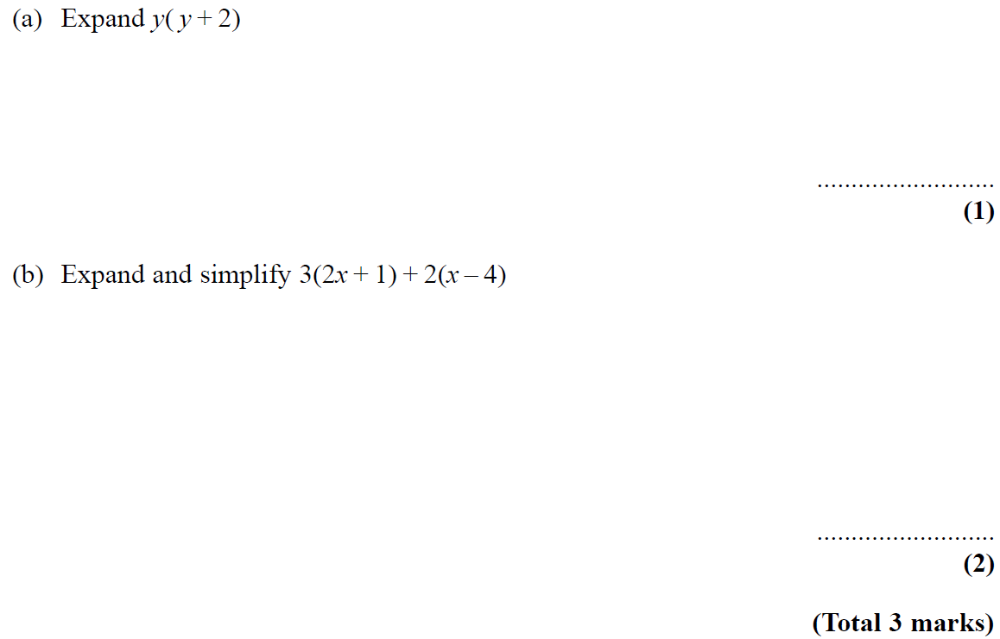 (a) Expand y(y + 2)
...........................
(1)
(b) Expand and simplify 3(2x + 1) + 2(x – 4)
...........................
(2)
(Total 3 marks)